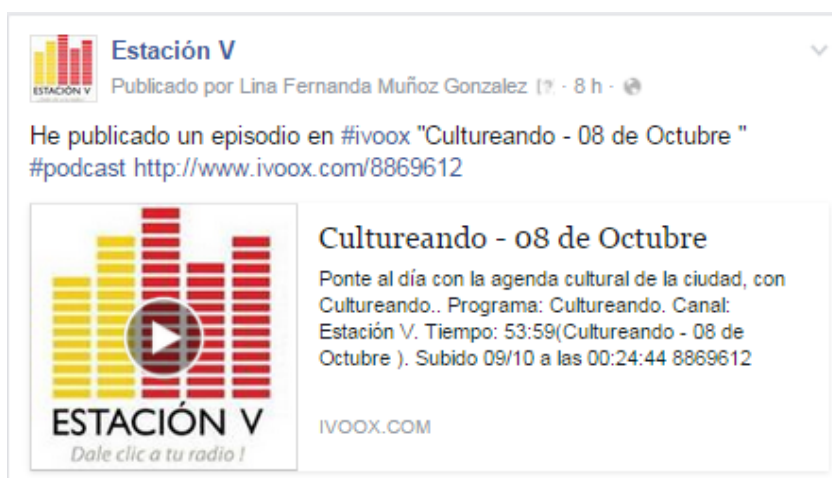 Estación V
ESTACIÓN V
Publicado por Lina Fernanda Muñoz Gonzalez [?] · 8 h ·
He publicado un episodio en #ivoox "Cultureando - 08 de Octubre "
#podcast http://www.ivoox.com/8869612
Cultureando - 08 de Octubre
Ponte al día con la agenda cultural de la ciudad, con
Cultureando.. Programa: Cultureando. Canal:
Estación V. Tiempo: 53:59(Cultureando - 08 de
Octubre ). Subido 09/10 a las 00:24:44 8869612
IVOOX.COM
ESTACIÓN V
Dale clic a tu radio !